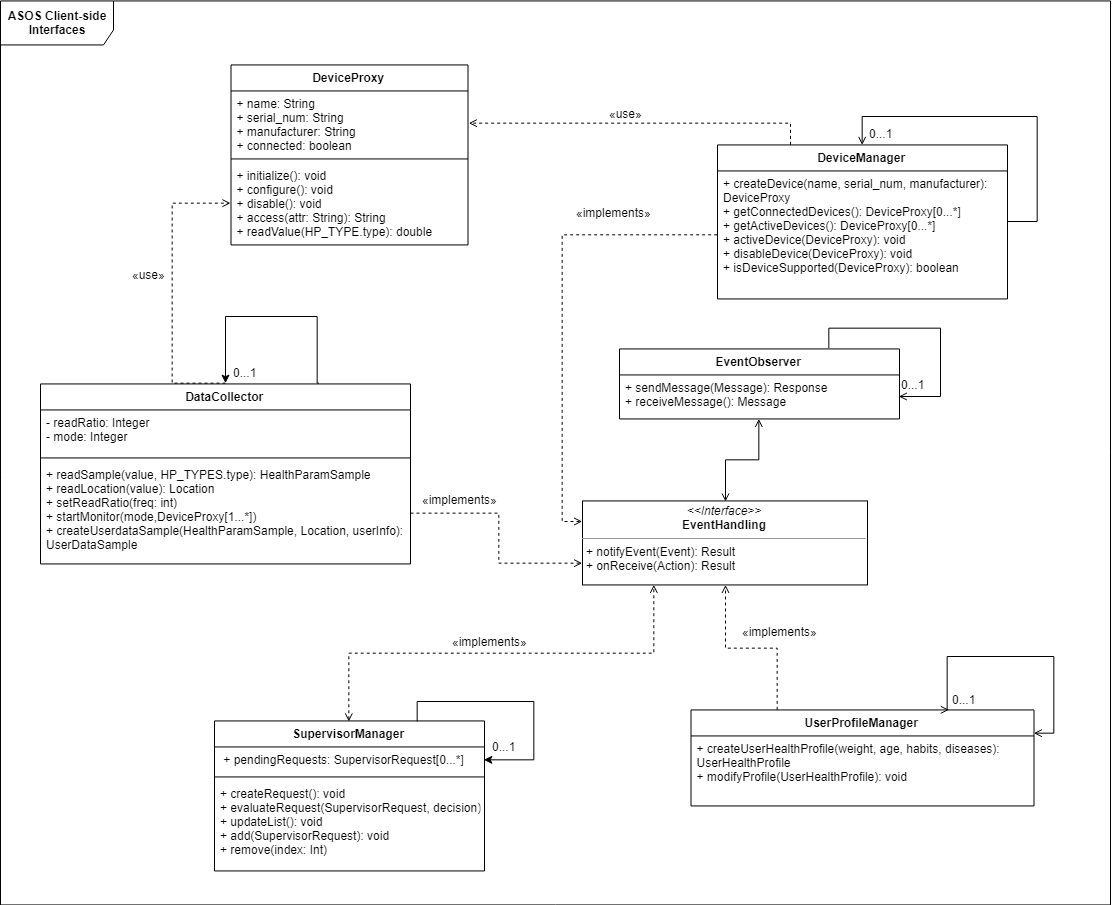 ASOS Client-side
Interfaces
DeviceProxy
+ name: String
+ serial_num: String
+ manufacturer: String
+ connected: boolean
+ initialize(): void
+ configure(): void
+ disable(): void
+ access(attr: String): String
+ readValue(HP_TYPE.type): double
«use»
0...1
DeviceManager
+ createDevice(name, serial_num, manufacturer):
DeviceProxy
+ getConnectedDevices(): DeviceProxy[0...*]
+ getActiveDevices(): DeviceProxy[0...*]
+ activeDevice(DeviceProxy): void
+ disableDevice(DeviceProxy): void
+ isDeviceSupported(DeviceProxy): boolean
«implements»
«use»
0...1
DataCollector
- readRatio: Integer
- mode: Integer
+ readSample(value, HP_TYPES.type): HealthParamSample
+ readLocation(value): Location
+ setReadRatio(freq: int)
+ startMonitor(mode,DeviceProxy[1...*])
+ createUserdataSample(HealthParamSample, Location, userInfo):
UserDataSample
EventObserver
+ sendMessage(Message): Response
+ receiveMessage(): Message
0...1
«implements»
<<Interface>>
EventHandling
+ notifyEvent(Event): Result
+ onReceive(Action): Result
«implements»
«implements»
SupervisorManager
+ pendingRequests: SupervisorRequest[0...*]
+ createRequest(): void
+ evaluateRequest(SupervisorRequest, decision)
+ updateList(): void
+ add(SupervisorRequest): void
+ remove(index: Int)
0...1
0...1
UserProfileManager
+ createUserHealthProfile(weight, age, habits, diseases):
UserHealthProfile
+ modifyProfile(UserHealthProfile): void